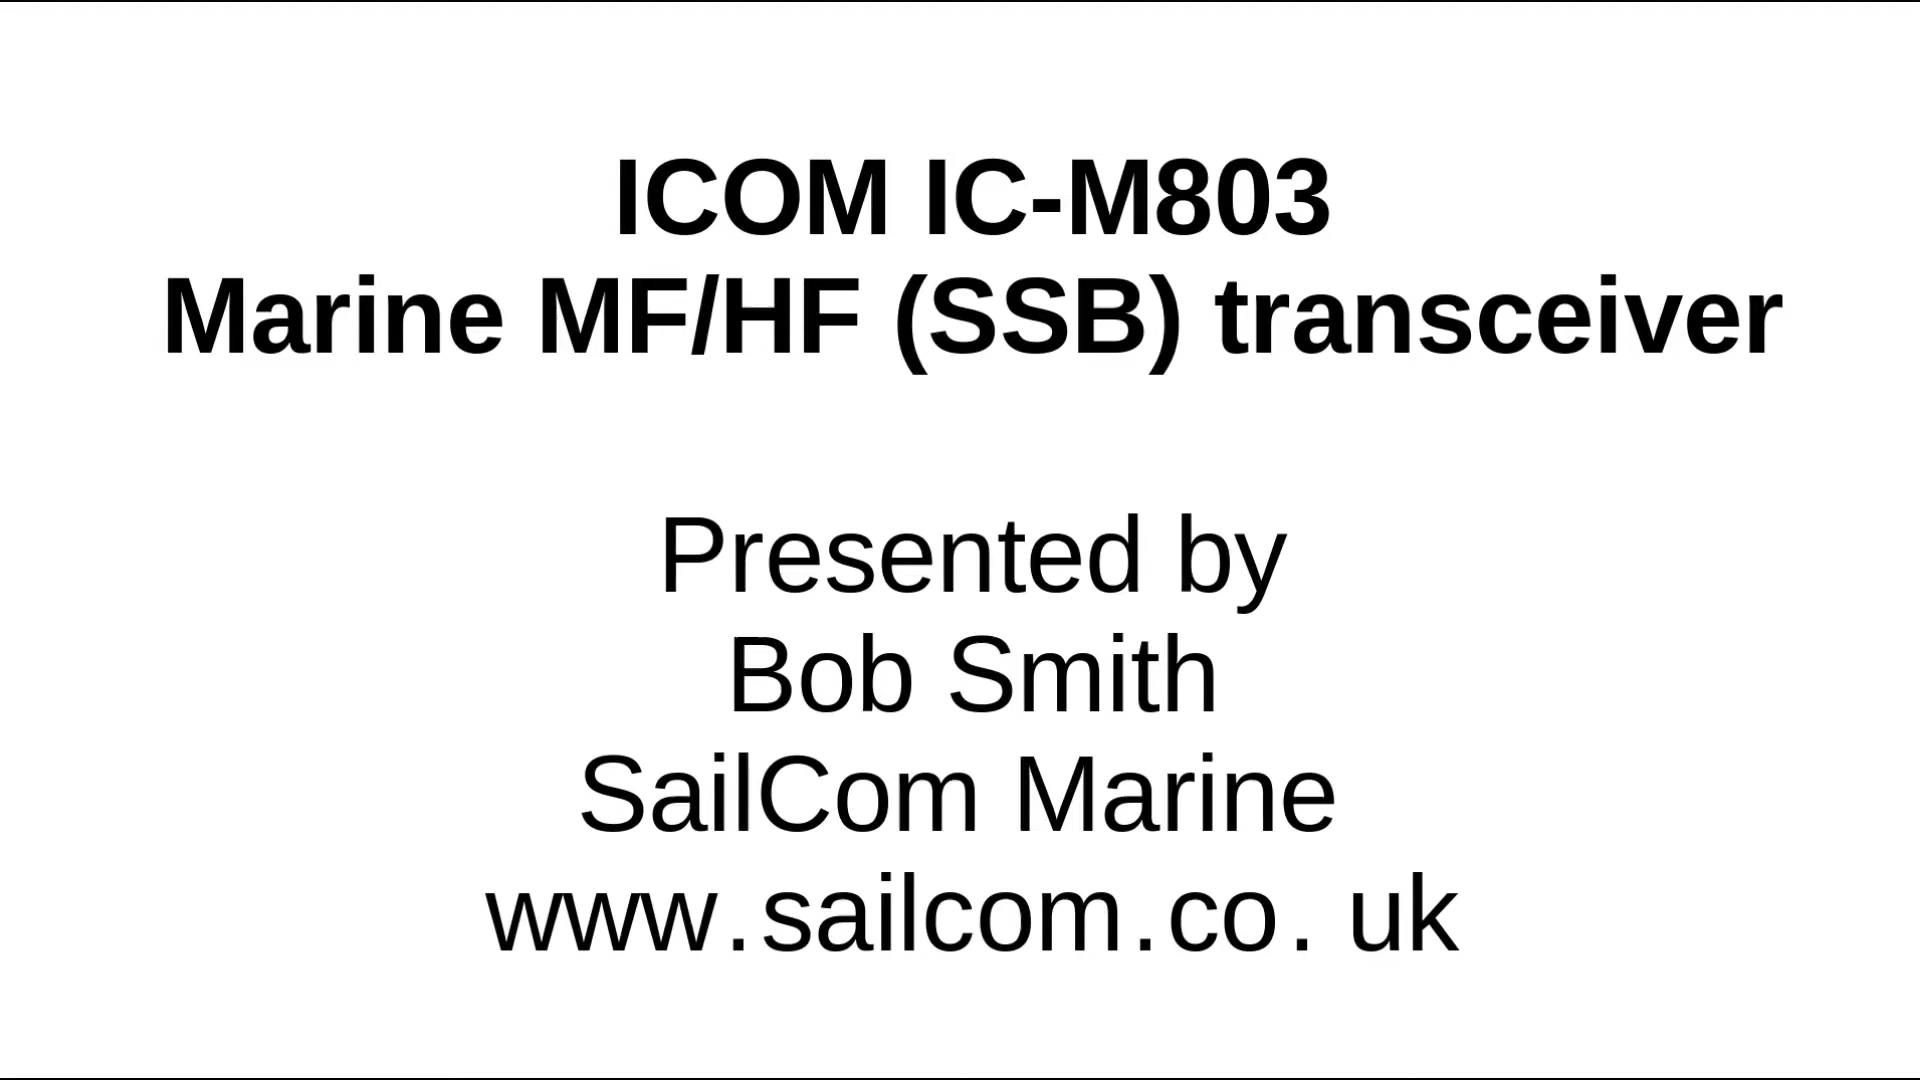 ICOM IC-M803
Marine MF/HF (SSB) transceiver
Presented by
Bob Smith
SailCom Marine
www.sailcom.co. uk